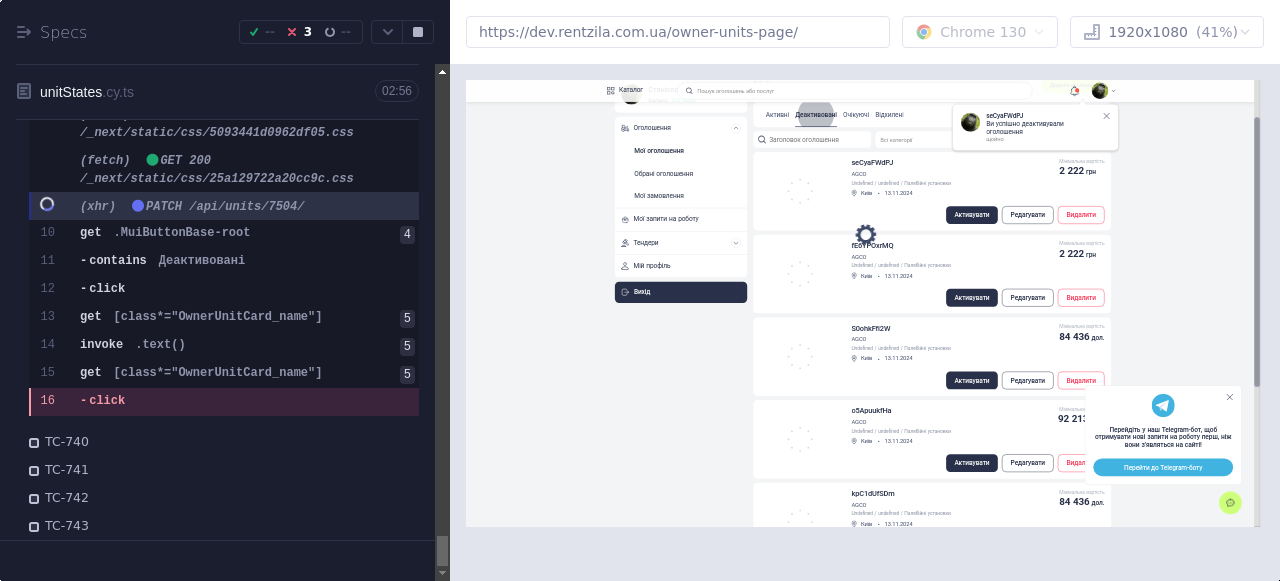 Specs
-- 3 --
https://dev.rentzila.com.ua/owner-units-page/
Chrome 130
1920x1080 (41%)
unitStates.cy.ts
02:56
/_next/static/css/5093441d0962df05.css
(fetch) GET 200
/_next/static/css/25a129722a20cc9c.css
(xhr) PATCH /api/units/7504/
10 get .MuiButtonBase-root 4
11 -contains Деактивовані
12 -click
13 get [class*="OwnerUnitCard_name"] 5
14 invoke .text() 5
15 get [class*="OwnerUnitCard_name"] 5
16 -click
TC-740
TC-741
TC-742
TC-743
Каталог
Пошук оголошень або послуг
Оголошення
Мої оголошення
Обрані оголошення
Мої замовлення
Мої запити на роботу
Тендери
Мій профіль
Вихід
Активні
Деактивовані
Очікуючі
Відхилені
Заголовок оголошення
Всі категорії
seCyaFWdPJ
Ви успішно деактивували
оголошення
щойно
seCyaFWdPJ
AGCO
Undefined / undefined / Палебійні установки
Київ • 13.11.2024
Мінімальна вартість
2 222 грн
Активувати
Редагувати
Видалити
AGCO
Undefined / undefined / Палебійні установки
Київ • 13.11.2024
Мінімальна вартість
2 222 грн
Активувати
Редагувати
Видалити
S0ohkFfI2W
AGCO
Undefined / undefined / Палебійні установки
Київ • 13.11.2024
Мінімальна вартість
84 436 дол.
Активувати
Редагувати
Видалити
o5ApuukfHa
AGCO
Undefined / undefined / Палебійні установки
Київ • 13.11.2024
92 213
Активувати
Редагувати
kpC1dUfSDm
AGCO
Undefined / undefined / Палебійні установки
Київ • 13.11.2024
Мінімальна вартість
84 436 дол.
Перейдіть у наш Telegram-бот, щоб
отримувати нові запити на роботу перш, ніж
вони з'являться на сайті!
Перейти до Telegram-боту